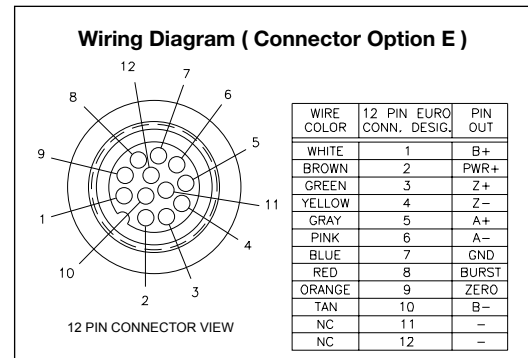 Wiring Diagram ( Connector Option E )
12
7
8
6
9
5
1
11
10
4
2
3
12 PIN CONNECTOR VIEW
WIRE COLOR 12 PIN EURO CONN. DESIG. PIN OUT
WHITE 1 B+
BROWN 2 PWR+
GREEN 3 Z+
YELLOW 4 Z-
GRAY 5 A+
PINK 6 A-
BLUE 7 GND
RED 8 BURST
ORANGE 9 ZERO
TAN 10 B-
NC 11 -
NC 12 -